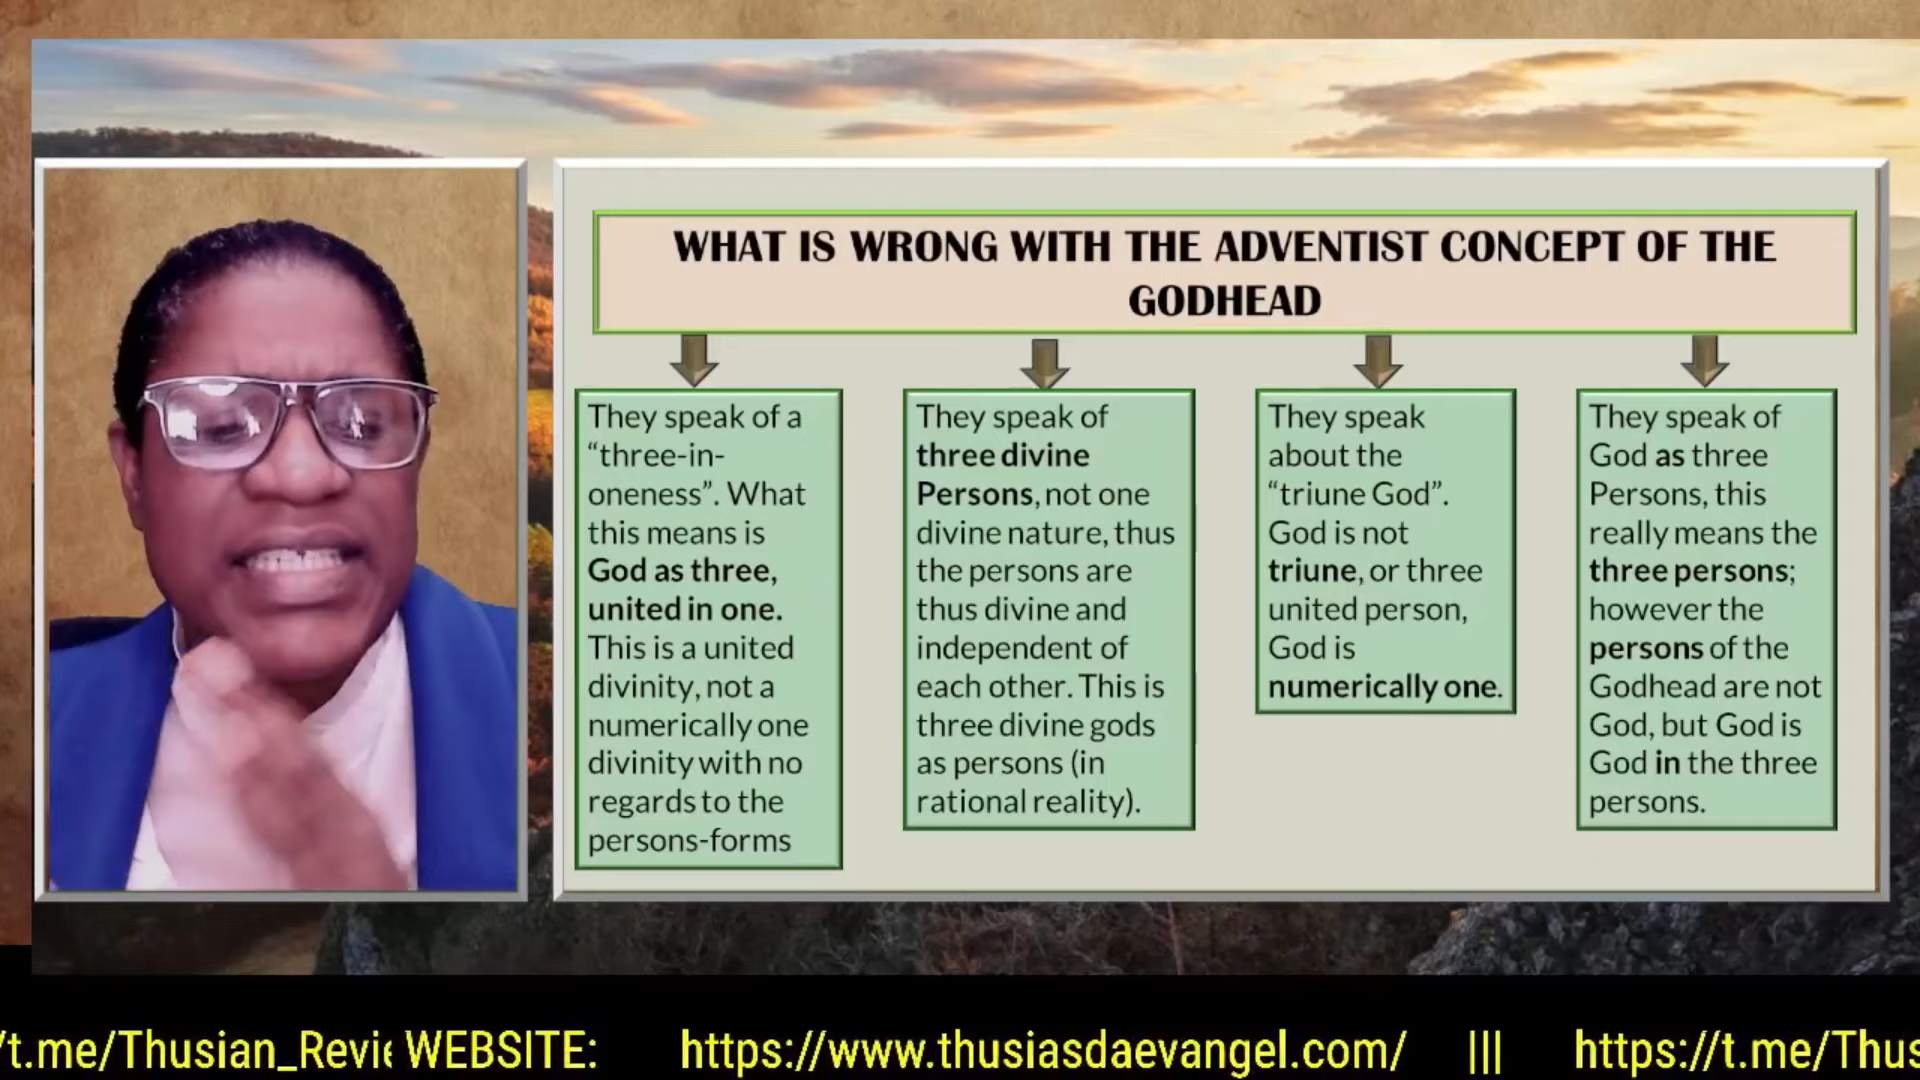 WHAT IS WRONG WITH THE ADVENTIST CONCEPT OF THE
GODHEAD
They speak of a
“three-in-
oneness”. What
this means is
God as three,
united in one.
This is a united
divinity, not a
numerically one
divinity with no
regards to the
persons-forms
They speak of
three divine
Persons, not one
divine nature, thus
the persons are
thus divine and
independent of
each other. This is
three divine gods
as persons (in
rational reality).
They speak
about the
“triune God”.
God is not
triune, or three
united person,
God is
numerically one.
They speak of
God as three
Persons, this
really means the
three persons;
however the
persons of the
Godhead are not
God, but God is
God in the three
persons.
/t.me/Thusian_Revi WEBSITE: https://www.thusiasdaevangel.com/ ||| https://t.me/Thus